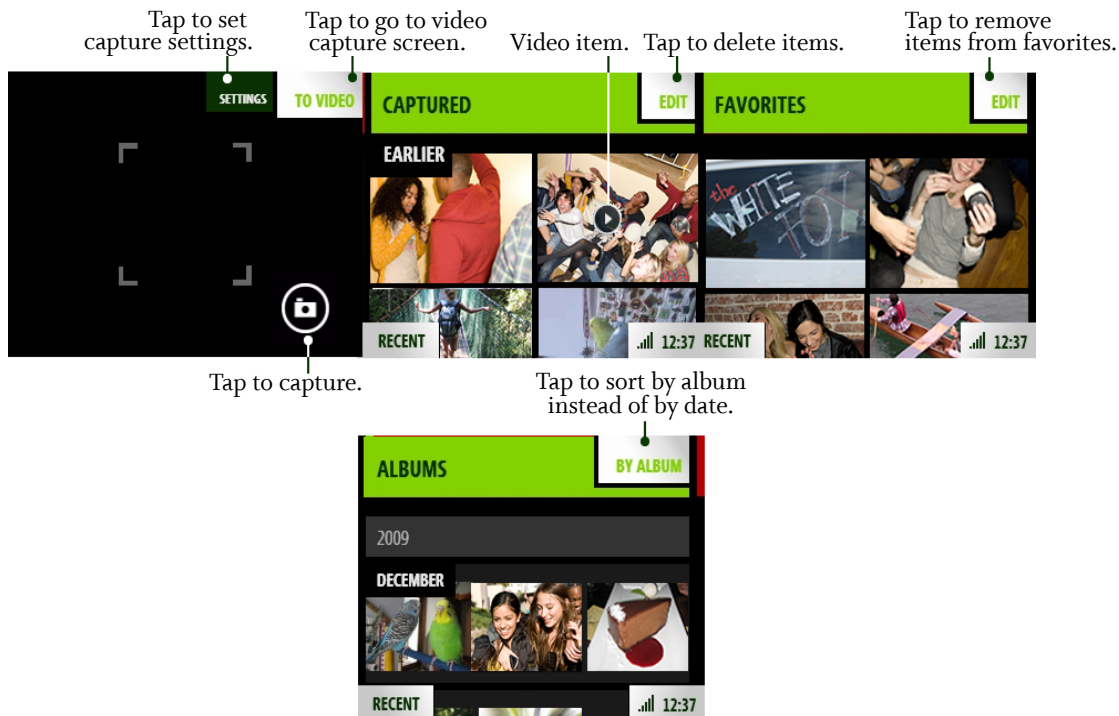 Tap to set
capture settings.
Tap to go to video
capture screen.
Video item.
Tap to delete items.
Tap to remove
items from favorites.
SETTINGS
TO VIDEO
CAPTURED
EDIT
FAVORITES
EDIT
EARLIER
the
WHITE
TOY
RECENT
12:37
RECENT
12:37
Tap to capture.
Tap to sort by album
instead of by date.
ALBUMS
BY ALBUM
2009
DECEMBER
RECENT
12:37